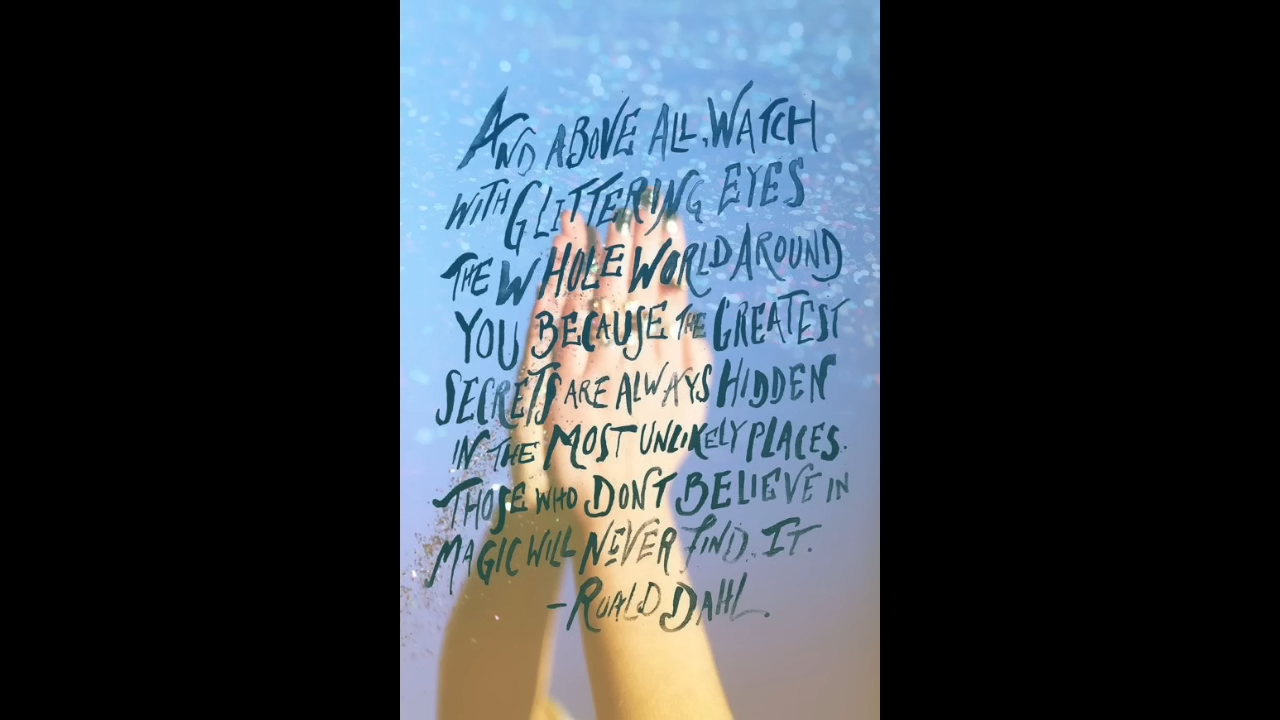 AND ABOVE ALL, WATCH
WITH GLITTERING EYES
THE WHOLE WORLD AROUND
YOU BECAUSE THE GREATEST
SECRETS ARE ALWAYS HIDDEN
IN THE MOST UNLIKELY PLACES.
THOSE WHO DON'T BELIEVE IN
MAGIC WILL NEVER FIND IT.
- ROALD DAHL.